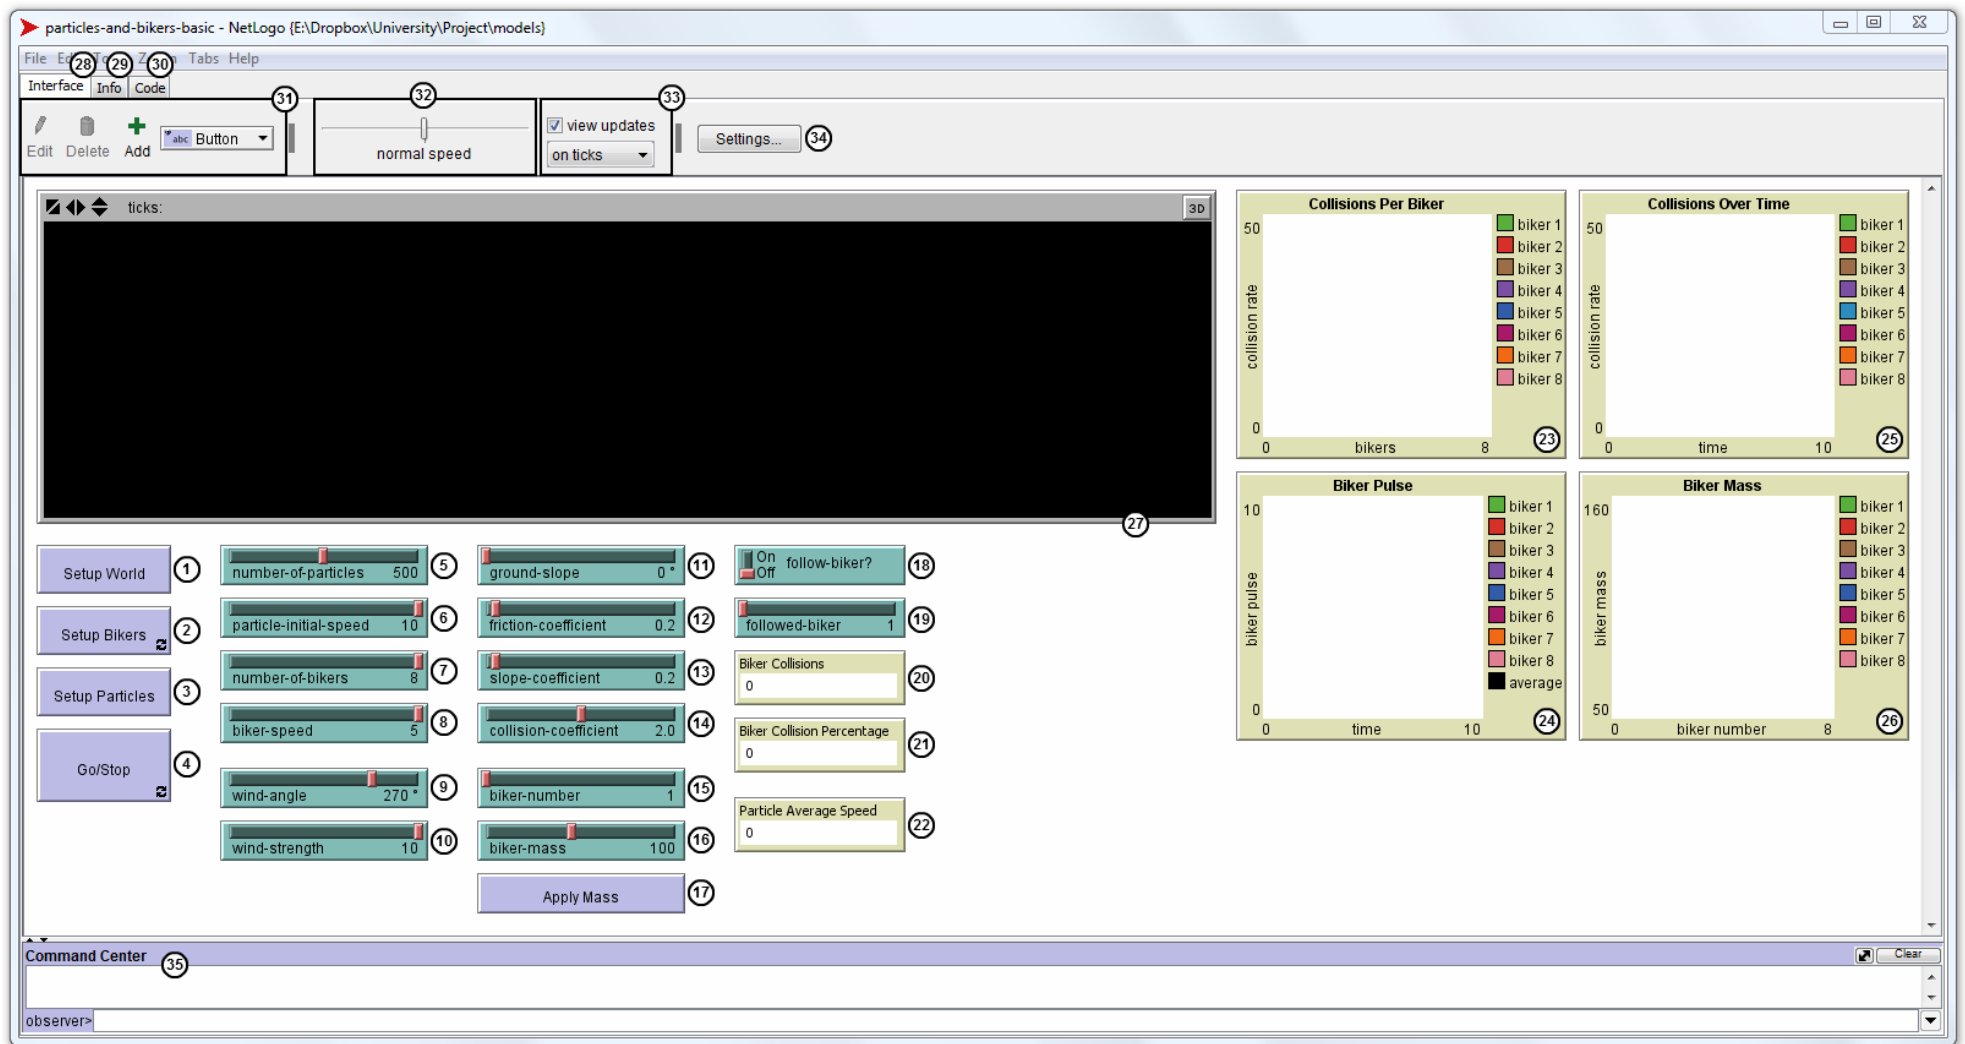 particles-and-bikers-basic - NetLogo {E:\Dropbox\University\Project\models}
File Tabs Help
28 29 30
Interface Info Code
31 32 33 34
Edit Delete Add abc Button
normal speed
view updates
on ticks
Settings...
ticks:
3D
27
Setup World 1
Setup Bikers 2
Setup Particles 3
Go/Stop 4
number-of-particles 500 5
particle-initial-speed 10 6
number-of-bikers 8 7
biker-speed 5 8
wind-angle 270 ° 9
wind-strength 10 10
ground-slope 0 ° 11
friction-coefficient 0.2 12
slope-coefficient 0.2 13
collision-coefficient 2.0 14
biker-number 1 15
biker-mass 100 16
Apply Mass 17
On
Off
follow-biker? 18
followed-biker 1 19
Biker Collisions
0 20
Biker Collision Percentage
0 21
Particle Average Speed
0 22
Collisions Per Biker
50
collision rate
0
0 bikers 8
biker 1
biker 2
biker 3
biker 4
biker 5
biker 6
biker 7
biker 8
23
Collisions Over Time
50
collision rate
0
0 time 10
biker 1
biker 2
biker 3
biker 4
biker 5
biker 6
biker 7
biker 8
25
Biker Pulse
10
biker pulse
0
0 time 10
biker 1
biker 2
biker 3
biker 4
biker 5
biker 6
biker 7
biker 8
average
24
Biker Mass
160
biker mass
50
0 biker number 8
biker 1
biker 2
biker 3
biker 4
biker 5
biker 6
biker 7
biker 8
26
Command Center 35
Clear
observer>